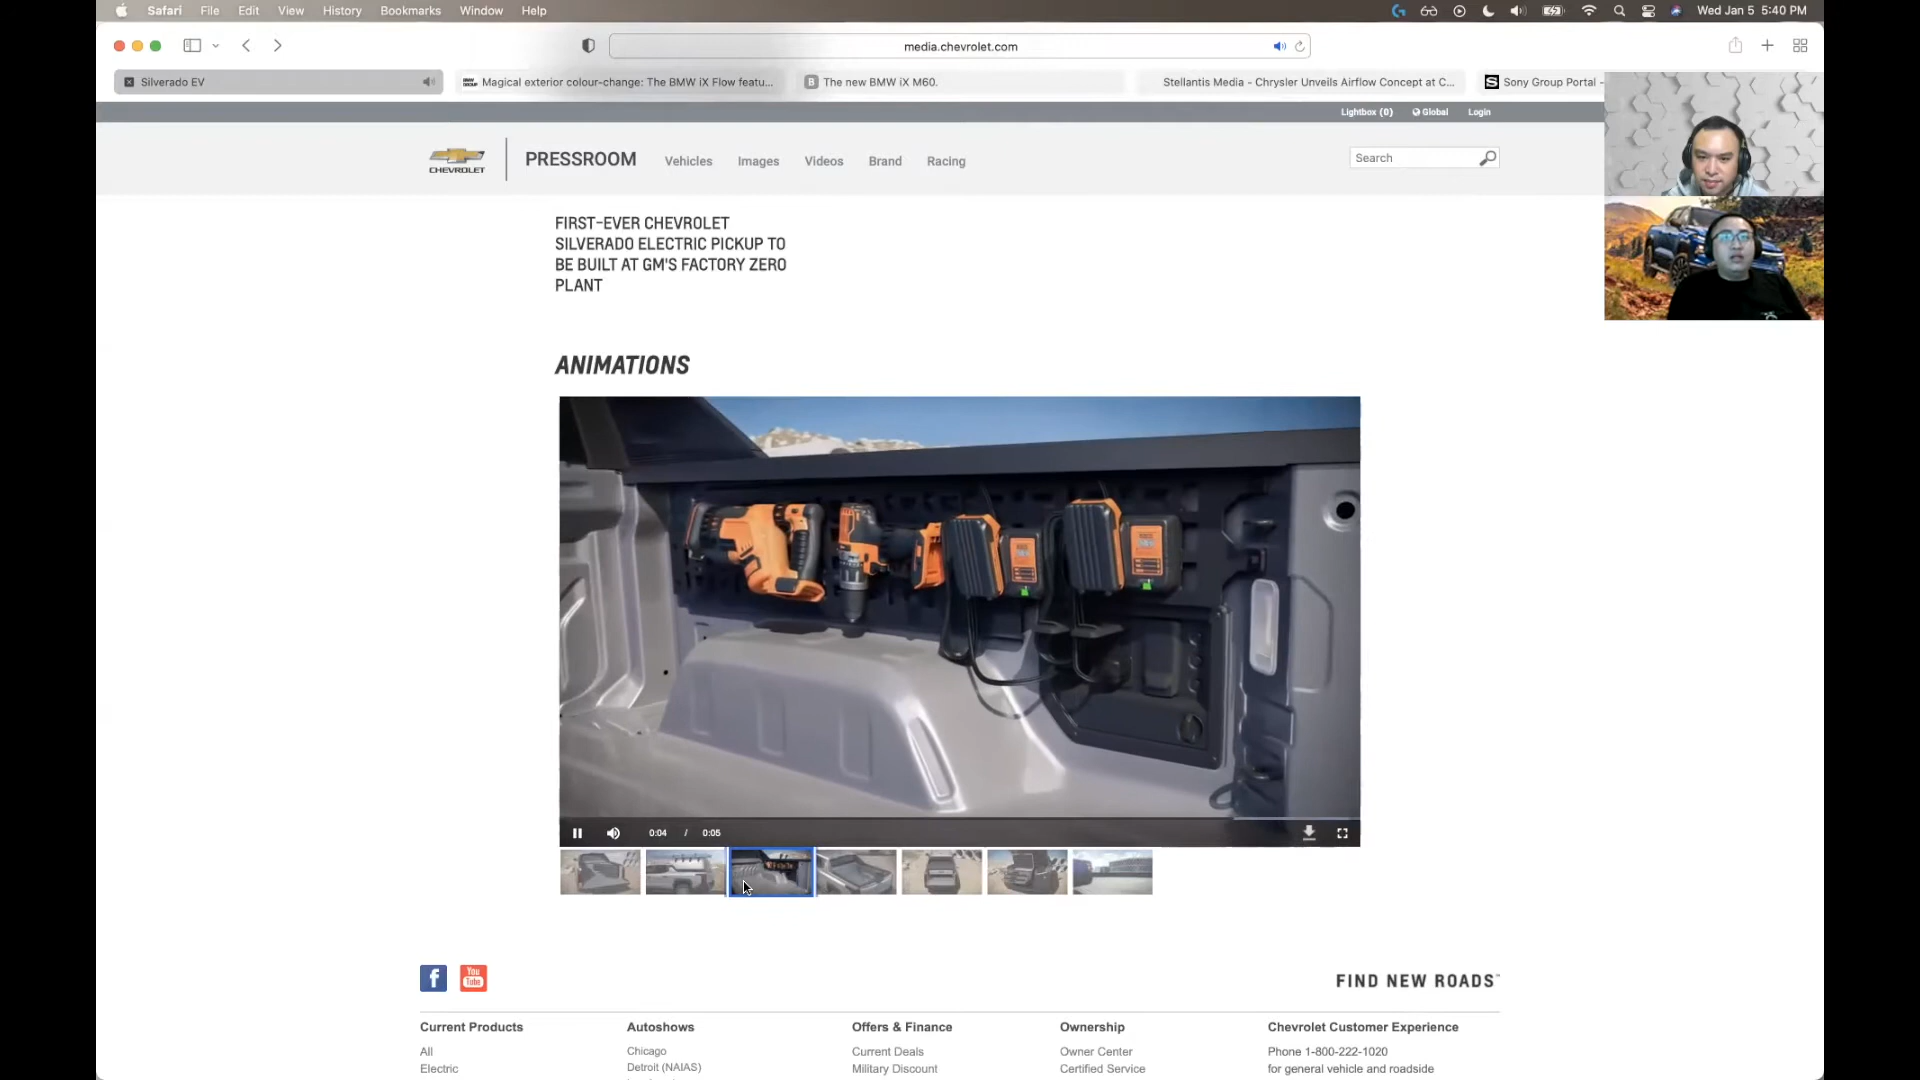 Safari File Edit View History Bookmarks Window Help Wed Jan 5 5:40 PM
media.chevrolet.com
Silverado EV
Magical exterior colour-change: The BMW iX Flow featu...
The new BMW iX M60.
Stellantis Media - Chrysler Unveils Airflow Concept at C...
S Sony Group Portal -
Lightbox (0) Global Login
CHEVROLET
PRESSROOM Vehicles Images Videos Brand Racing
Search
FIRST-EVER CHEVROLET
SILVERADO ELECTRIC PICKUP TO
BE BUILT AT GM'S FACTORY ZERO
PLANT
ANIMATIONS
0:04 / 0:05
f You Tube
FIND NEW ROADS™
Current Products Autoshows Offers & Finance Ownership Chevrolet Customer Experience
All Chicago Current Deals Owner Center Phone 1-800-222-1020
Electric Detroit (NAIAS) Military Discount Certified Service for general vehicle and roadside